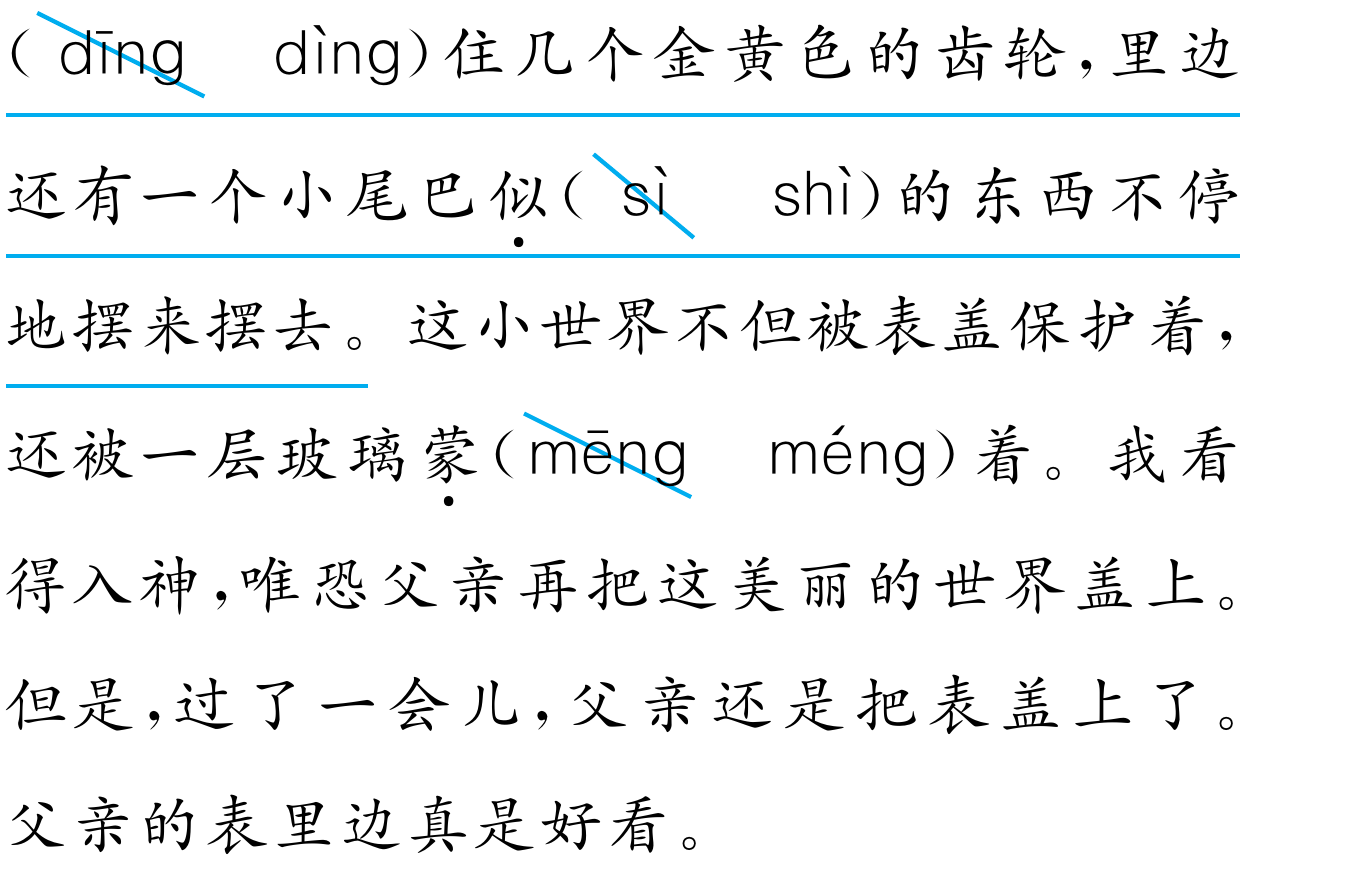 ( dīng dìng)住几个金黄色的齿轮,里边
还有一个小尾巴似( sì shì)的东西不停
地摆来摆去。这小世界不但被表盖保护着,
还被一层玻璃蒙(mēng méng)着。我看
得入神,唯恐父亲再把这美丽的世界盖上。
但是,过了一会儿,父亲还是把表盖上了。
父亲的表里边真是好看。